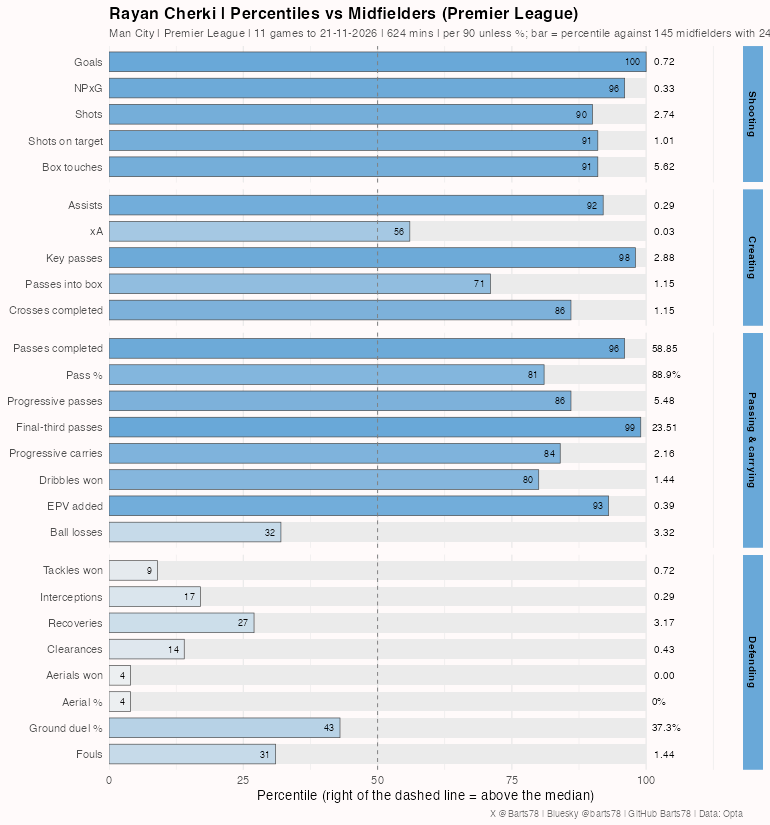 Rayan Cherki | Percentiles vs Midfielders (Premier League)
Man City | Premier League | 11 games to 21-11-2026 | 624 mins | per 90 unless %; bar = percentile against 145 midfielders with 24
Goals 100 0.72
NPxG 96 0.33
Shots 90 2.74
Shots on target 91 1.01
Box touches 91 5.62
Shooting
Assists 92 0.29
xA 56 0.03
Key passes 98 2.88
Passes into box 71 1.15
Crosses completed 86 1.15
Creating
Passes completed 96 58.85
Pass % 81 88.9%
Progressive passes 86 5.48
Final-third passes 99 23.51
Progressive carries 84 2.16
Dribbles won 80 1.44
EPV added 93 0.39
Ball losses 32 3.32
Passing & carrying
Tackles won 9 0.72
Interceptions 17 0.29
Recoveries 27 3.17
Clearances 14 0.43
Aerials won 4 0.00
Aerial % 4 0%
Ground duel % 43 37.3%
Fouls 31 1.44
Defending
0 25 50 75 100
Percentile (right of the dashed line = above the median)
X @Barts78 | Bluesky @barts78 | GitHub Barts78 | Data: Opta